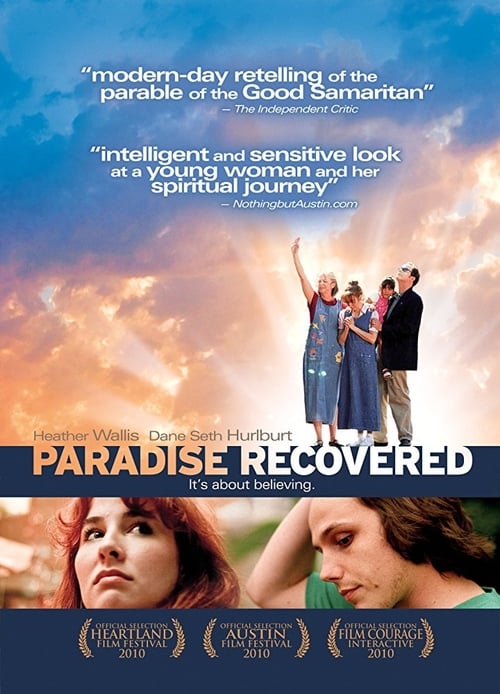 “modern-day retelling of the
parable of the Good Samaritan”
— The Independent Critic
“intelligent and sensitive look
at a young woman and her
spiritual journey”
— NothingbutAustin.com
Heather Wallis Dane Seth Hurlburt
PARADISE RECOVERED
It's about believing.
OFFICIAL SELECTION
HEARTLAND
FILM FESTIVAL
2010
OFFICIAL SELECTION
AUSTIN
FILM FESTIVAL
2010
OFFICIAL SELECTION
FILM COURAGE
INTERACTIVE
2010